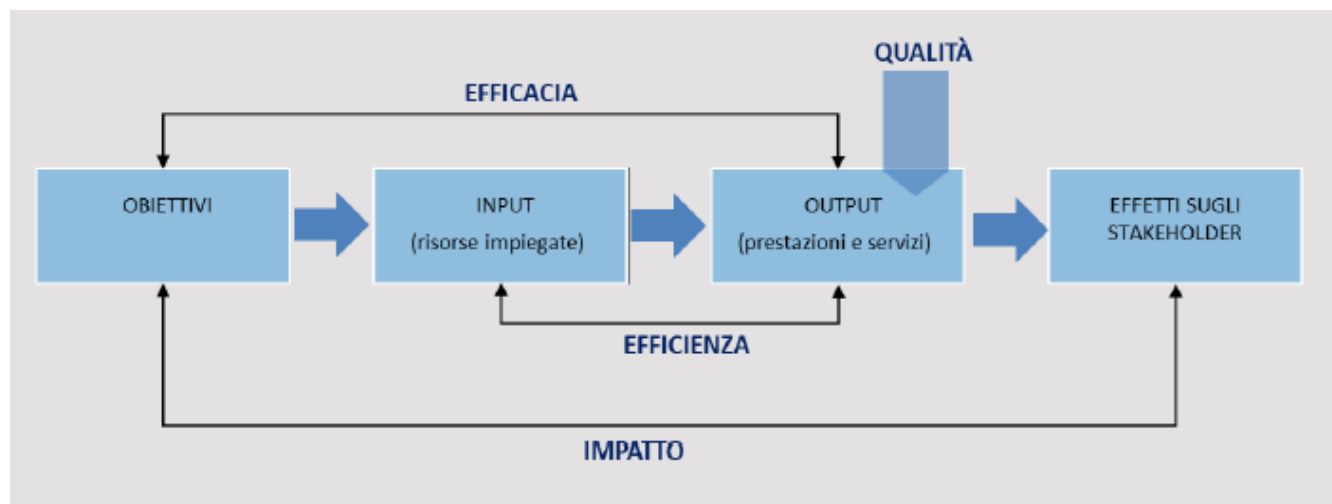 QUALITÀ
EFFICACIA
OBIETTIVI
INPUT
(risorse impiegate)
OUTPUT
(prestazioni e servizi)
EFFETTI SUGLI
STAKEHOLDER
EFFICIENZA
IMPATTO